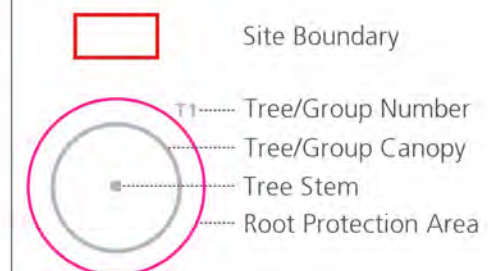 Site Boundary
T1 Tree/Group Number
Tree/Group Canopy
Tree Stem
Root Protection Area